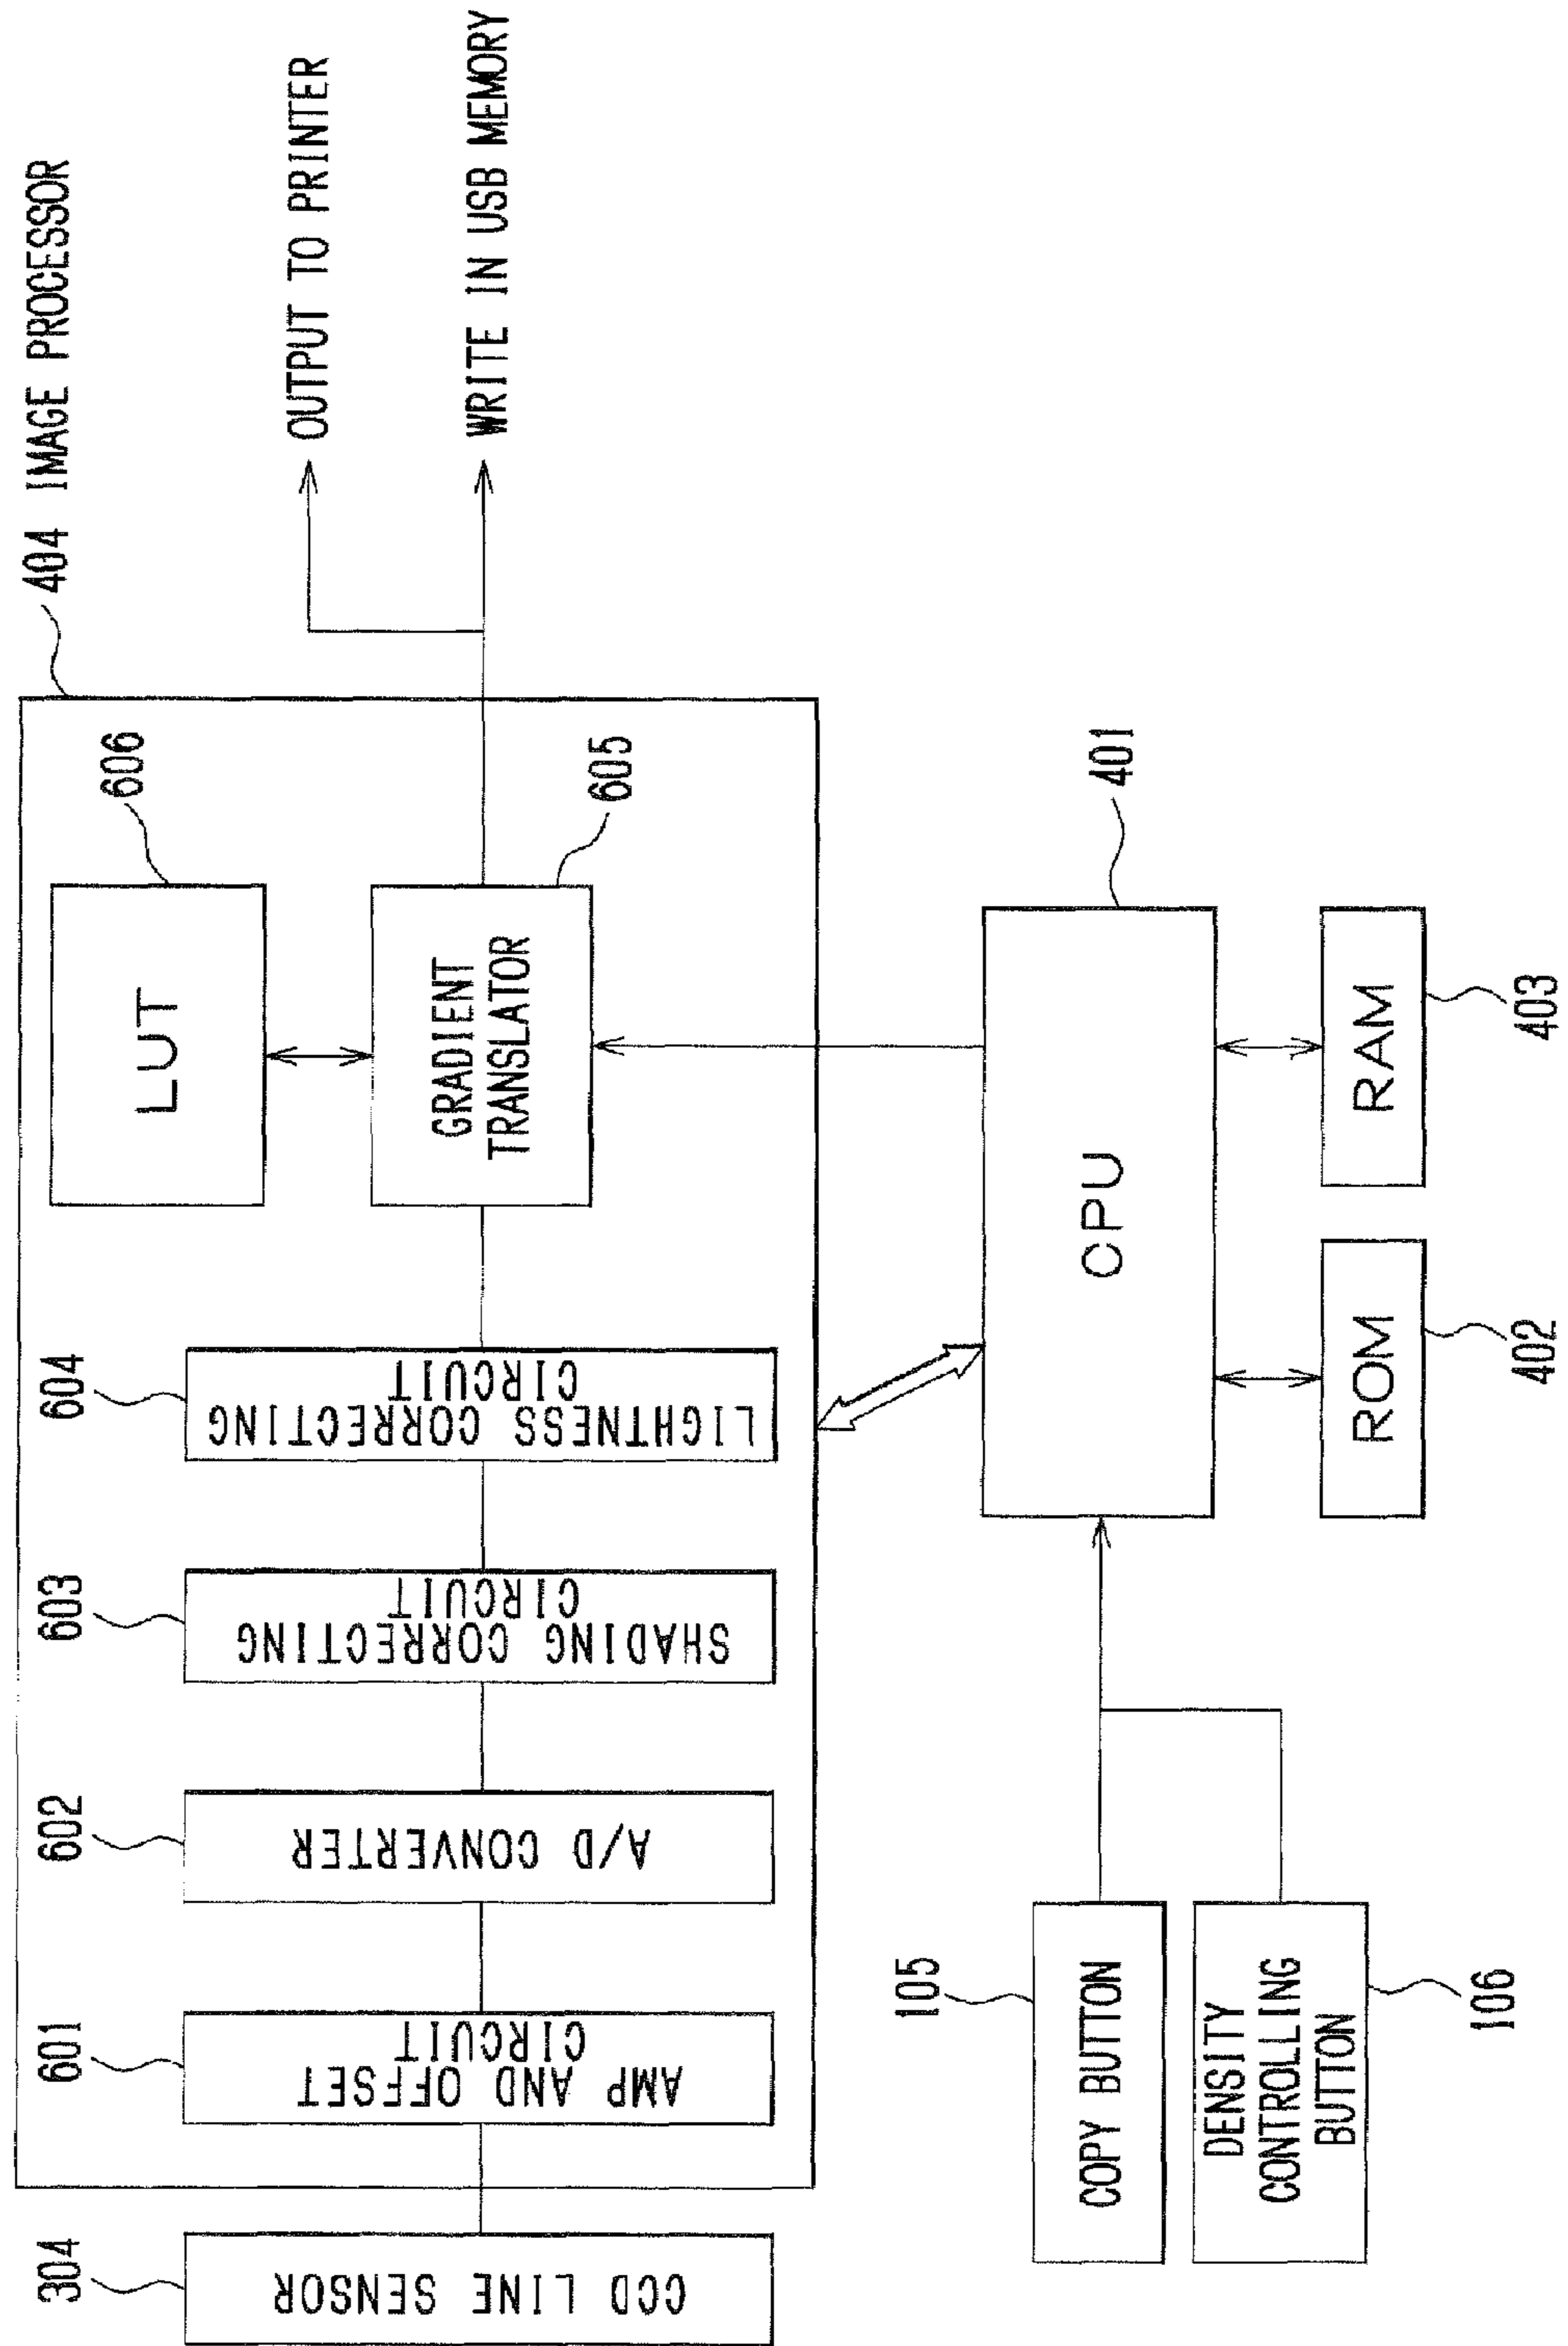 404 IMAGE PROCESSOR
304
CCD LINE SENSOR
601
AMP AND OFFSET
CIRCUIT
602
A/D CONVERTER
603
SHADING CORRECTING
CIRCUIT
604
LIGHTNESS CORRECTING
CIRCUIT
LUT
606
GRADIENT
TRANSLATOR
605
OUTPUT TO PRINTER
WRITE IN USB MEMORY
105
COPY BUTTON
DENSITY
CONTROLLING
BUTTON
106
CPU
401
ROM
402
RAM
403